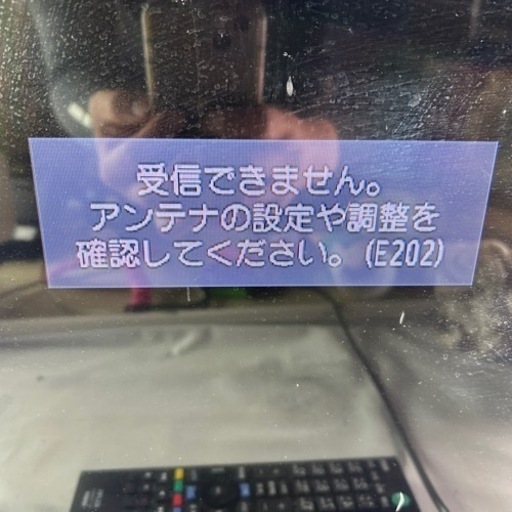 受信できません。
アンテナの設定や調整を
確認してください。(E202)